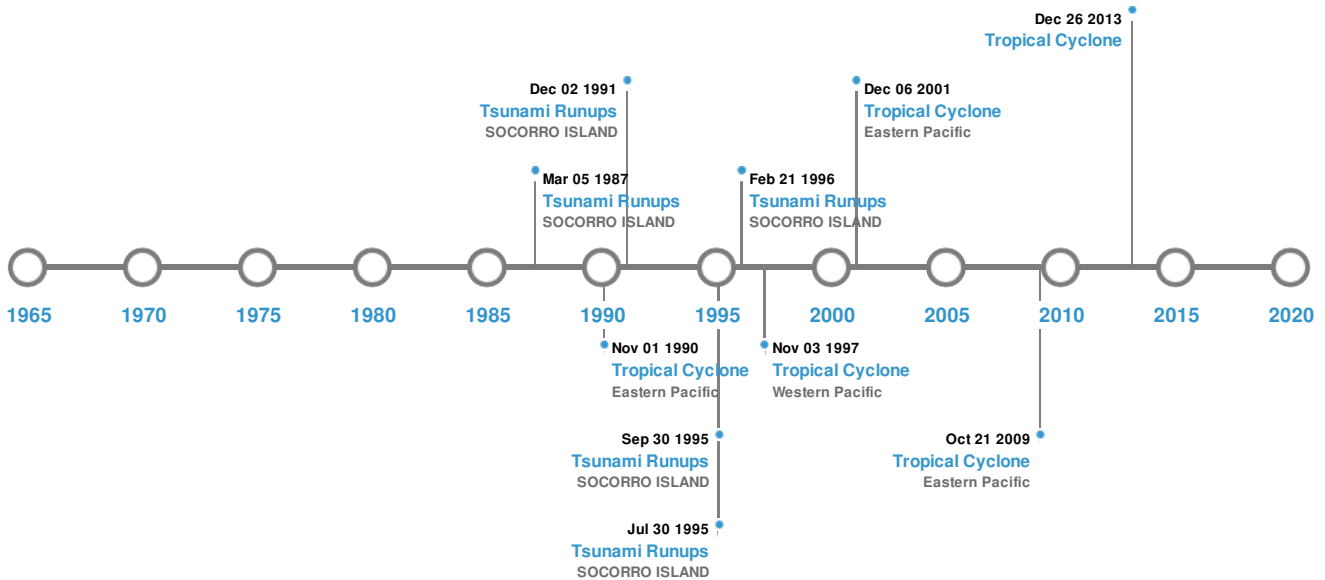 Dec 26 2013
Tropical Cyclone
Dec 02 1991
Tsunami Runups
SOCORRO ISLAND
Dec 06 2001
Tropical Cyclone
Eastern Pacific
Mar 05 1987
Tsunami Runups
SOCORRO ISLAND
Feb 21 1996
Tsunami Runups
SOCORRO ISLAND
1965 1970 1975 1980 1985 1990 1995 2000 2005 2010 2015 2020
Nov 01 1990
Tropical Cyclone
Eastern Pacific
Nov 03 1997
Tropical Cyclone
Western Pacific
Sep 30 1995
Tsunami Runups
SOCORRO ISLAND
Oct 21 2009
Tropical Cyclone
Eastern Pacific
Jul 30 1995
Tsunami Runups
SOCORRO ISLAND